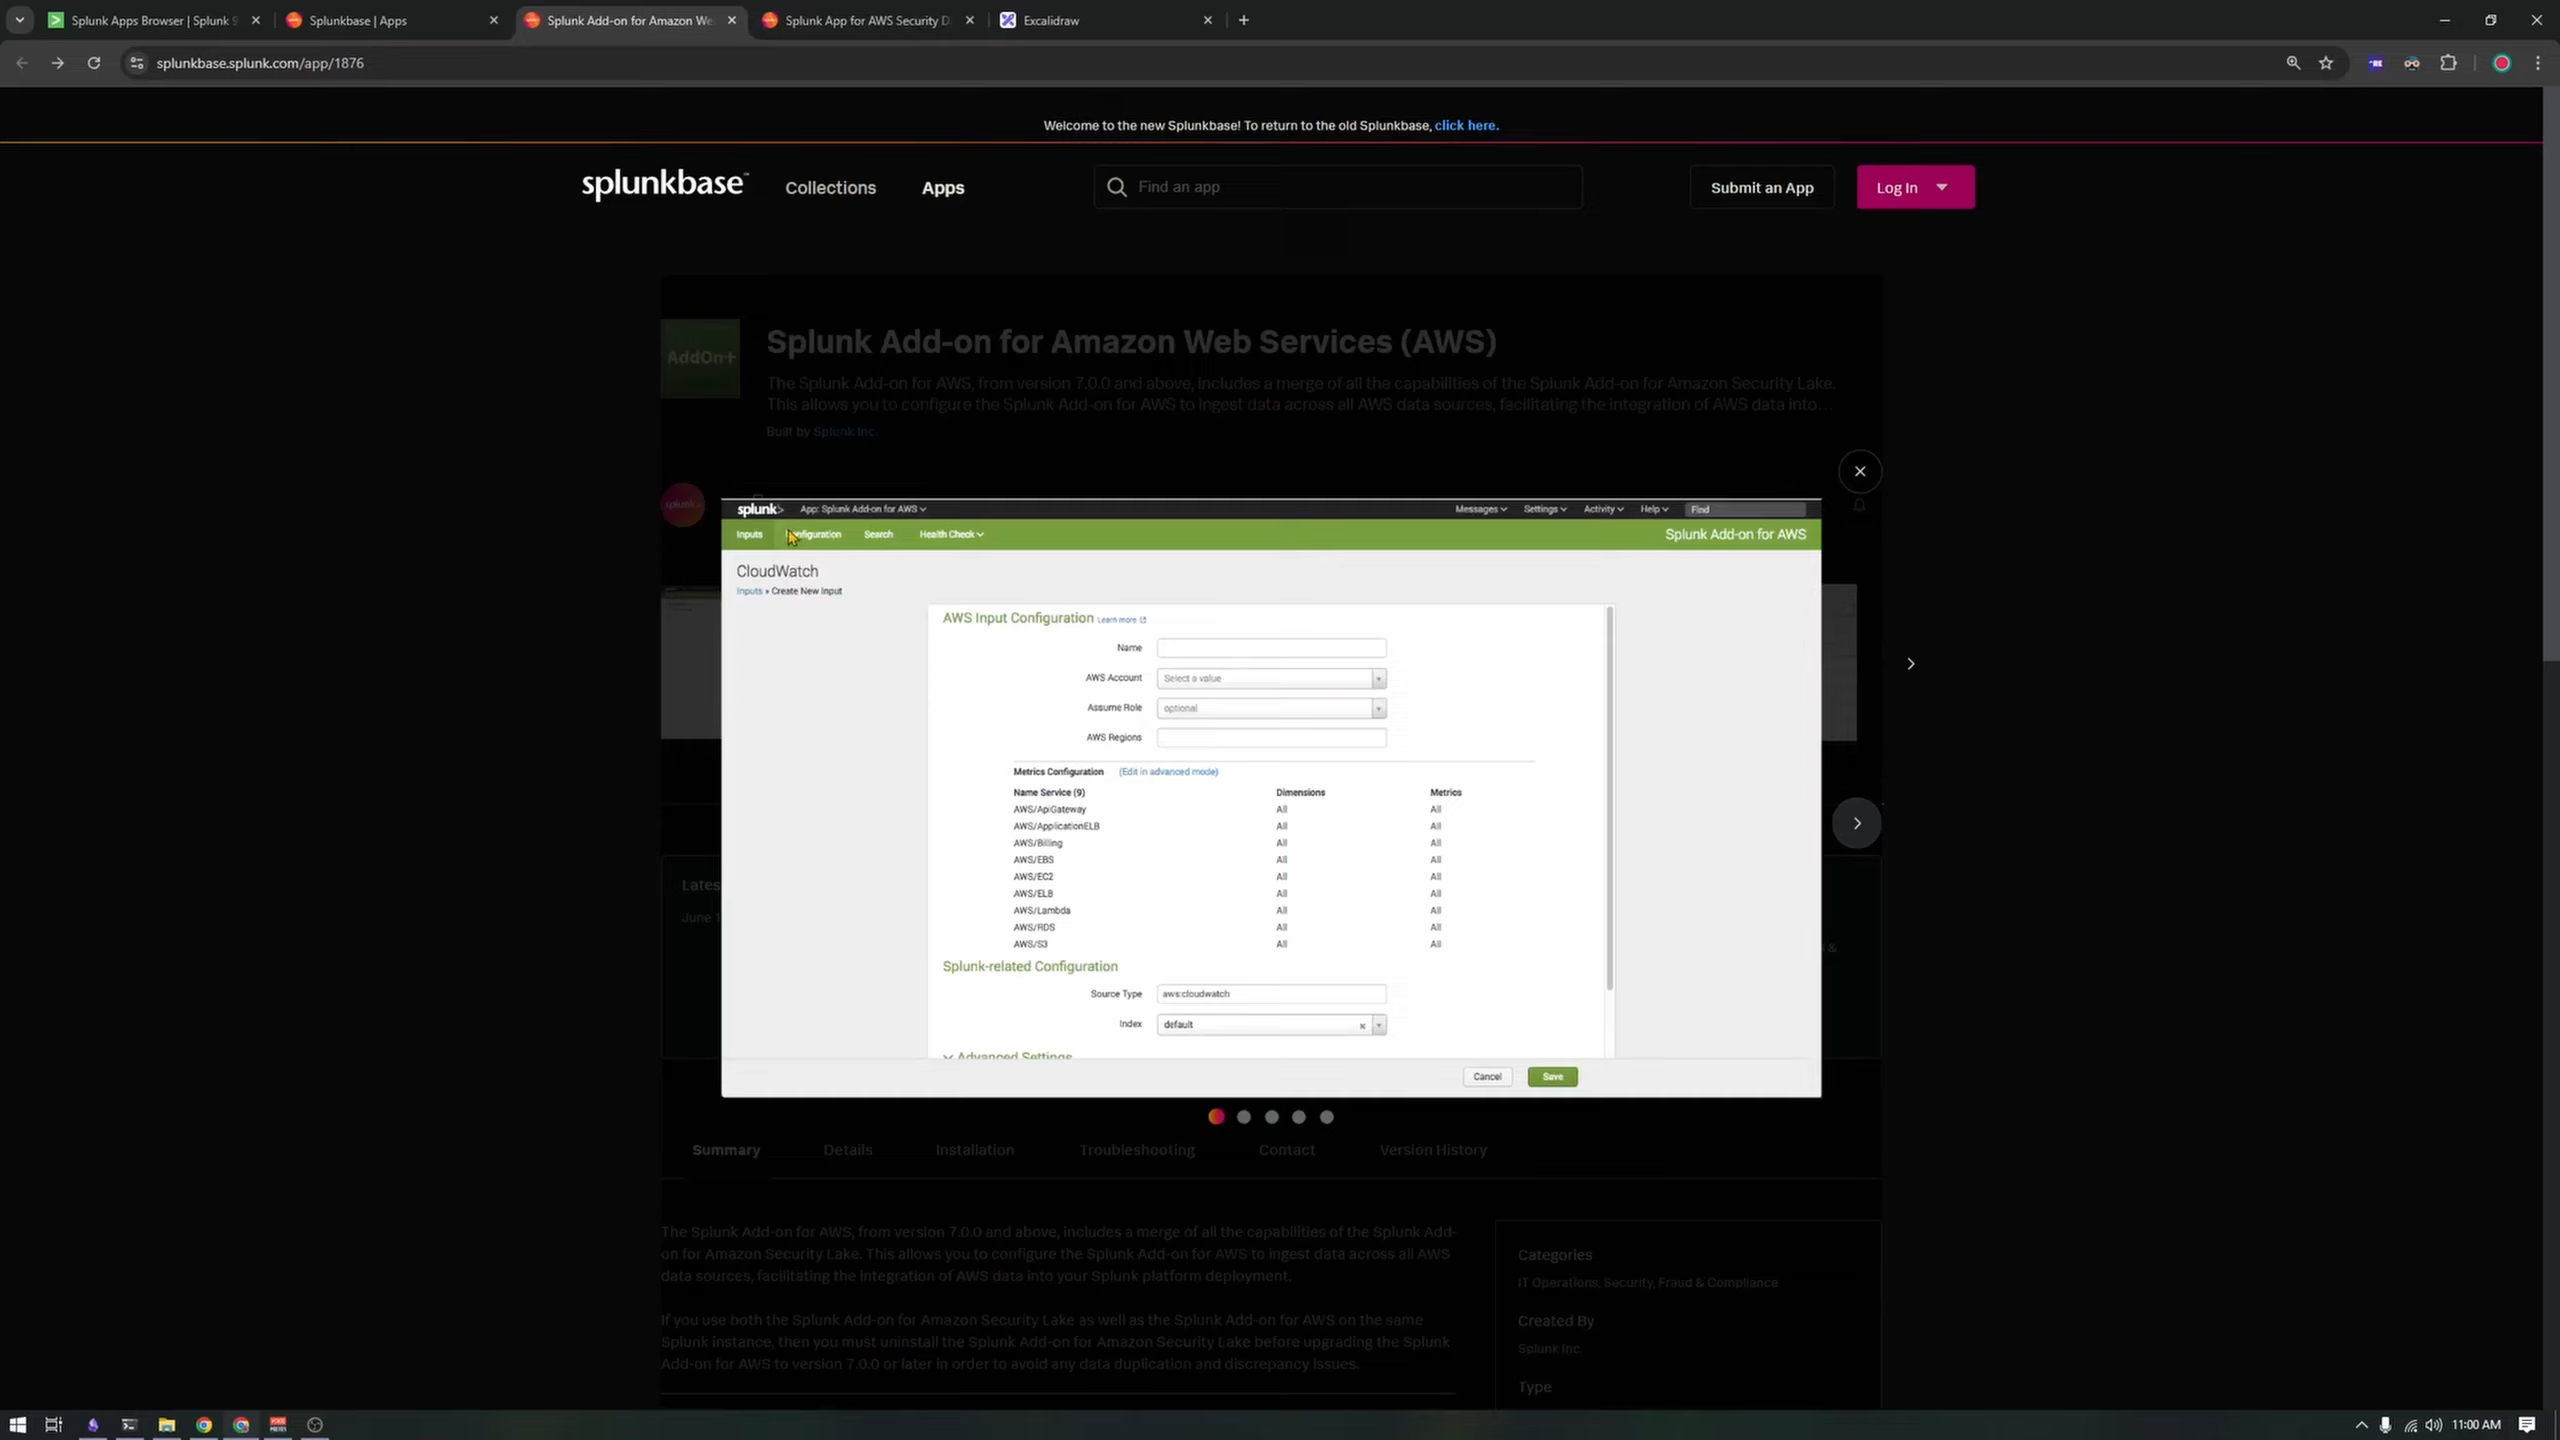 Splunk Apps Browser | Splunk 9
Splunkbase | Apps
Splunk Add-on for Amazon We
Splunk App for AWS Security D
Excalidraw
splunkbase.splunk.com/app/1876
Welcome to the new Splunkbase! To return to the old Splunkbase, click here.
splunkbase™
Collections
Apps
Find an app
Submit an App
Log In
AddOn+
Splunk Add-on for Amazon Web Services (AWS)
The Splunk Add-on for AWS, from version 7.0.0 and above, includes a merge of all the capabilities of the Splunk Add-on for Amazon Security Lake.
This allows you to configure the Splunk Add-on for AWS to ingest data across all AWS data sources, facilitating the integration of AWS data into…
Built by Splunk Inc.
splunk>
splunk>
App: Splunk Add-on for AWS
Messages
Settings
Activity
Help
Find
Inputs
Configuration
Search
Health Check
Splunk Add-on for AWS
CloudWatch
Inputs » Create New Input
AWS Input Configuration Learn more
Name
AWS Account Select a value
Assume Role optional
AWS Regions
Metrics Configuration (Edit in advanced mode)
Name Service (9) Dimensions Metrics
AWS/ApiGateway All All
AWS/ApplicationELB All All
AWS/Billing All All
AWS/EBS All All
AWS/EC2 All All
AWS/ELB All All
AWS/Lambda All All
AWS/RDS All All
AWS/S3 All All
Splunk-related Configuration
Source Type aws:cloudwatch
Index default
Advanced Settings
Cancel
Save
Lates
June 1
&
Summary
Details
Installation
Troubleshooting
Contact
Version History
The Splunk Add-on for AWS, from version 7.0.0 and above, includes a merge of all the capabilities of the Splunk Add-
on for Amazon Security Lake. This allows you to configure the Splunk Add-on for AWS to ingest data across all AWS
data sources, facilitating the integration of AWS data into your Splunk platform deployment.
If you use both the Splunk Add-on for Amazon Security Lake as well as the Splunk Add-on for AWS on the same
Splunk instance, then you must uninstall the Splunk Add-on for Amazon Security Lake before upgrading the Splunk
Add-on for AWS to version 7.0.0 or later in order to avoid any data duplication and discrepancy issues.
Categories
IT Operations, Security, Fraud & Compliance
Created By
Splunk Inc.
Type
11:00 AM